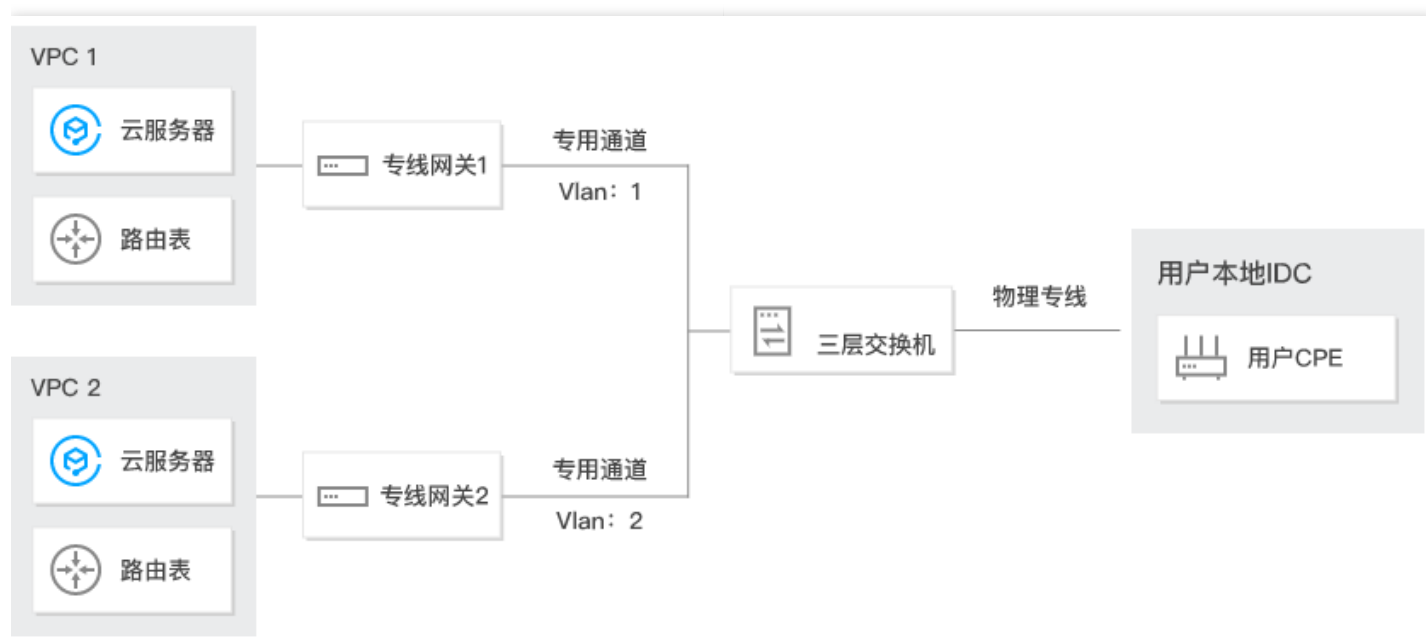 VPC 1
云服务器
路由表
专线网关1
专用通道
Vlan：1
VPC 2
云服务器
路由表
专线网关2
专用通道
Vlan：2
三层交换机
物理专线
用户本地IDC
用户CPE